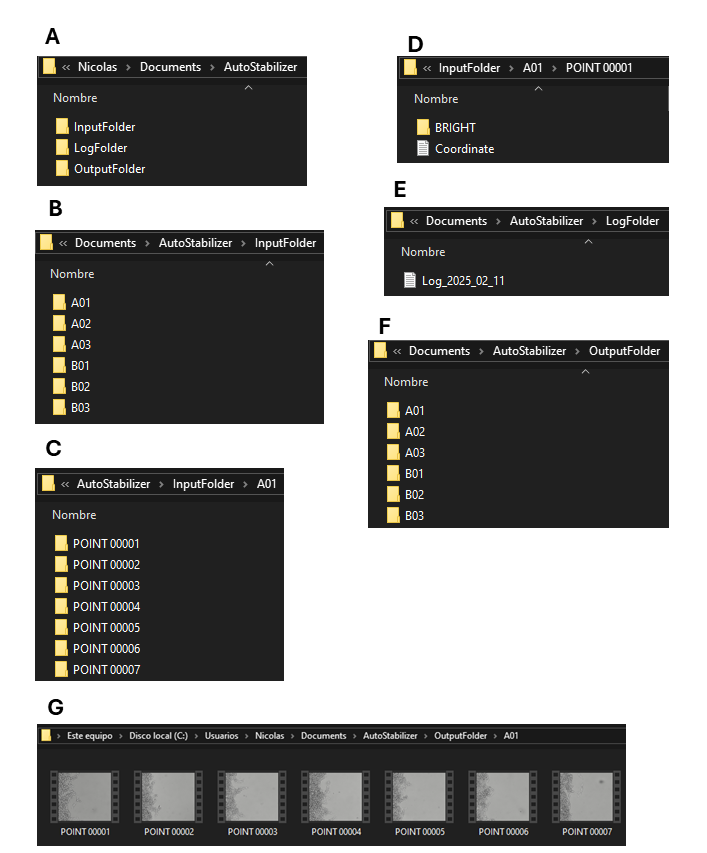 A
« Nicolas > Documents > AutoStabilizer
Nombre
InputFolder
LogFolder
OutputFolder
B
« Documents > AutoStabilizer > InputFolder
Nombre
A01
A02
A03
B01
B02
B03
C
« AutoStabilizer > InputFolder > A01
Nombre
POINT 00001
POINT 00002
POINT 00003
POINT 00004
POINT 00005
POINT 00006
POINT 00007
D
« InputFolder > A01 > POINT 00001
Nombre
BRIGHT
Coordinate
E
« Documents > AutoStabilizer > LogFolder
Nombre
Log_2025_02_11
F
« Documents > AutoStabilizer > OutputFolder
Nombre
A01
A02
A03
B01
B02
B03
G
> Este equipo > Disco local (C:) > Usuarios > Nicolas > Documents > AutoStabilizer > OutputFolder > A01
POINT 00001 POINT 00002 POINT 00003 POINT 00004 POINT 00005 POINT 00006 POINT 00007